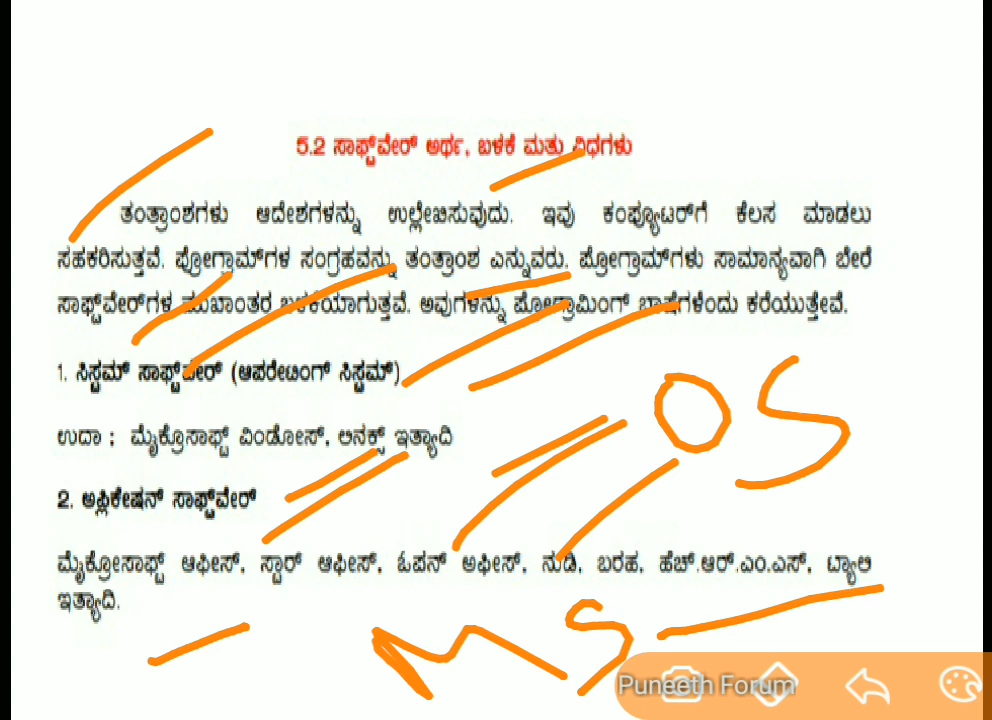 5.2 ಸಾಫ್ಟ್‌ವೇರ್ ಅರ್ಥ, ಬಳಕೆ ಮತು ವಿಧಗಳು
ತಂತ್ರಾಂಶಗಳು ಆದೇಶಗಳನ್ನು ಉಲ್ಲೇಖಿಸುವುದು. ಇವು ಕಂಪ್ಯೂಟರ್‌ಗೆ ಕೆಲಸ ಮಾಡಲು
ಸಹಕರಿಸುತ್ತವೆ. ಪ್ರೋಗ್ರಾಮ್‌ಗಳ ಸಂಗ್ರಹವನ್ನು ತಂತ್ರಾಂಶ ಎನ್ನುವರು. ಪ್ರೋಗ್ರಾಮ್‌ಗಳು ಸಾಮಾನ್ಯವಾಗಿ ಬೇರೆ
ಸಾಫ್ಟ್‌ವೇರ್‌ಗಳ ಮುಖಾಂತರ ಬಳಕೆಯಾಗುತ್ತವೆ. ಅವುಗಳನ್ನು ಪ್ರೋಗ್ರಾಮಿಂಗ್ ಭಾಷೆಗಳೆಂದು ಕರೆಯುತ್ತೇವೆ.
1. ಸಿಸ್ಟಮ್ ಸಾಫ್ಟ್‌ವೇರ್ (ಆಪರೇಟಿಂಗ್ ಸಿಸ್ಟಮ್)
OS
ಉದಾ : ಮೈಕ್ರೊಸಾಫ್ಟ್ ವಿಂಡೋಸ್, ಲಿನಕ್ಸ್ ಇತ್ಯಾದಿ
2. ಅಪ್ಲಿಕೇಷನ್ ಸಾಫ್ಟ್‌ವೇರ್
ಮೈಕ್ರೋಸಾಫ್ಟ್ ಆಫೀಸ್, ಸ್ಟಾರ್ ಆಫೀಸ್, ಓಪನ್ ಆಫೀಸ್, ನುಡಿ, ಬರಹ, ಹೆಚ್.ಆರ್.ಎಂ.ಎಸ್, ಟ್ಯಾಲಿ
ಇತ್ಯಾದಿ.
MS
Puneeth Forum